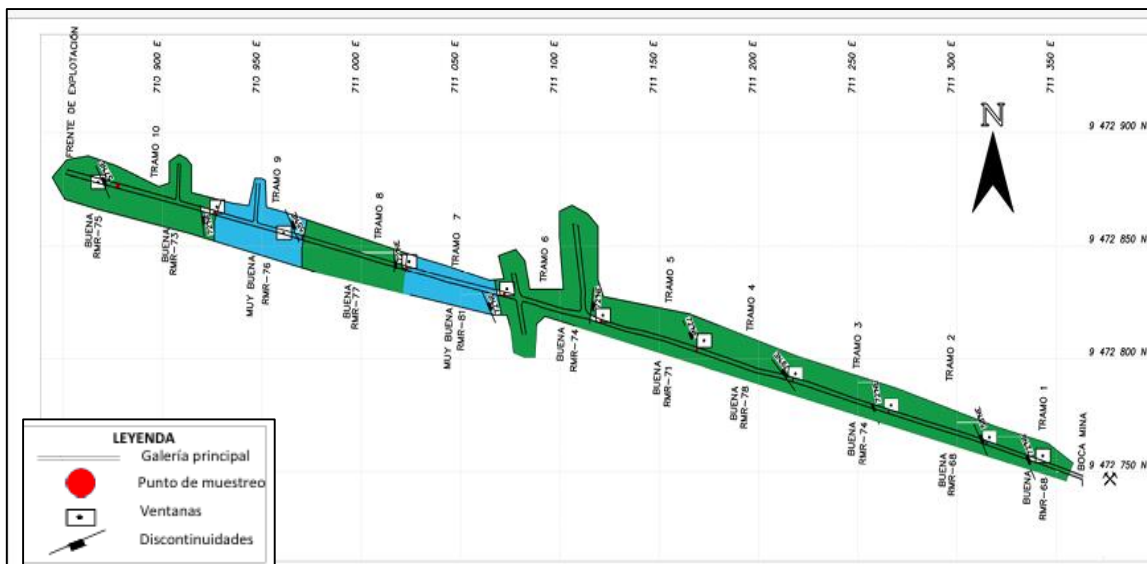 710 900 E
710 950 E
711 000 E
711 050 E
711 100 E
711 150 E
711 200 E
711 250 E
711 300 E
711 350 E
N
9 472 900 N
9 472 850 N
9 472 800 N
9 472 750 N
FRENTE DE EXPLOTACIÓN
TRAMO 10
TRAMO 9
TRAMO 8
TRAMO 7
TRAMO 6
TRAMO 5
TRAMO 4
TRAMO 3
TRAMO 2
TRAMO 1
BOCA MINA
BUENA
RMR-75
BUENA
RMR-73
MUY BUENA
RMR-76
BUENA
RMR-77
MUY BUENA
RMR-81
BUENA
RMR-74
BUENA
RMR-71
BUENA
RMR-78
BUENA
RMR-74
BUENA
RMR-68
BUENA
RMR-68
LEYENDA
Galería principal
Punto de muestreo
Ventanas
Discontinuidades